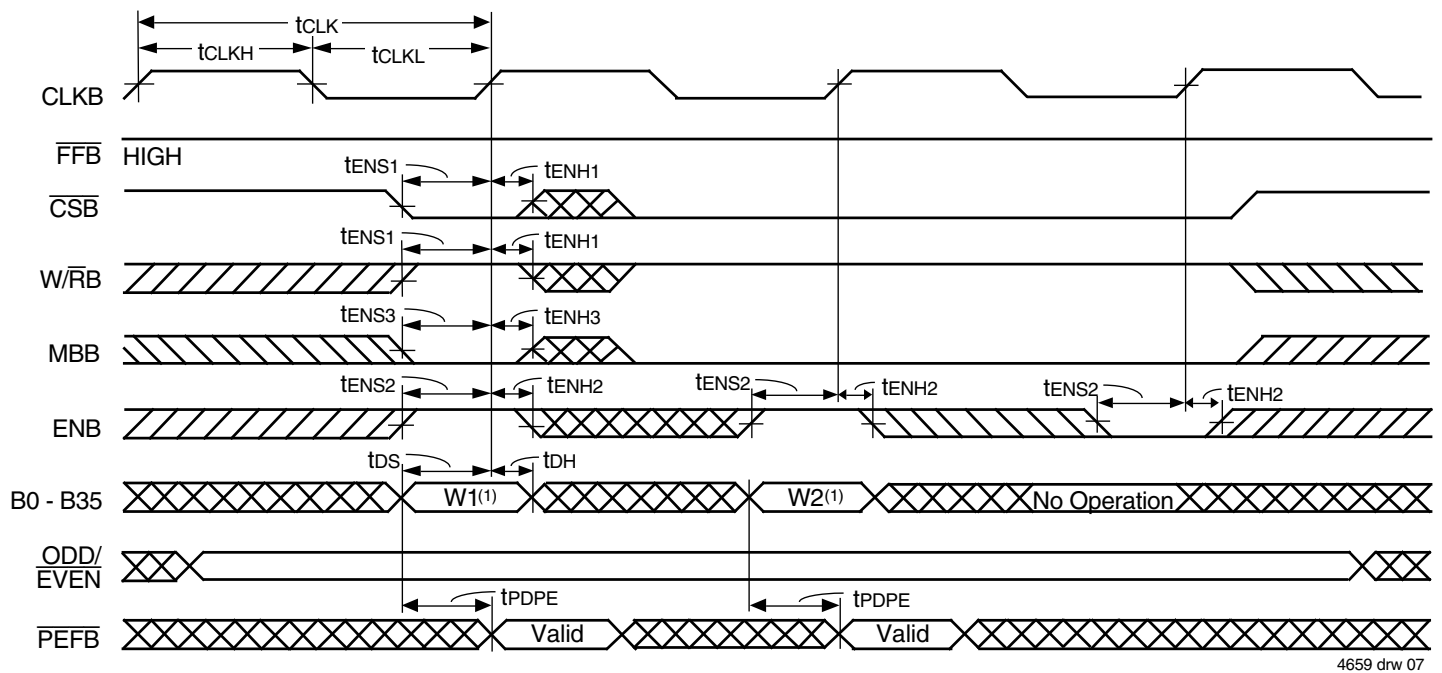 tCLK
tCLKH
tCLKL
CLKB
FFB
HIGH
tENS1
tENH1
CSB
tENS1
tENH1
W/RB
tENS3
tENH3
MBB
tENS2
tENH2
tENS2
tENH2
tENS2
tENH2
ENB
tDS
tDH
B0 - B35
W1(1)
W2(1)
No Operation
ODD/
EVEN
tPDPE
tPDPE
PEFB
Valid
Valid
4659 drw 07